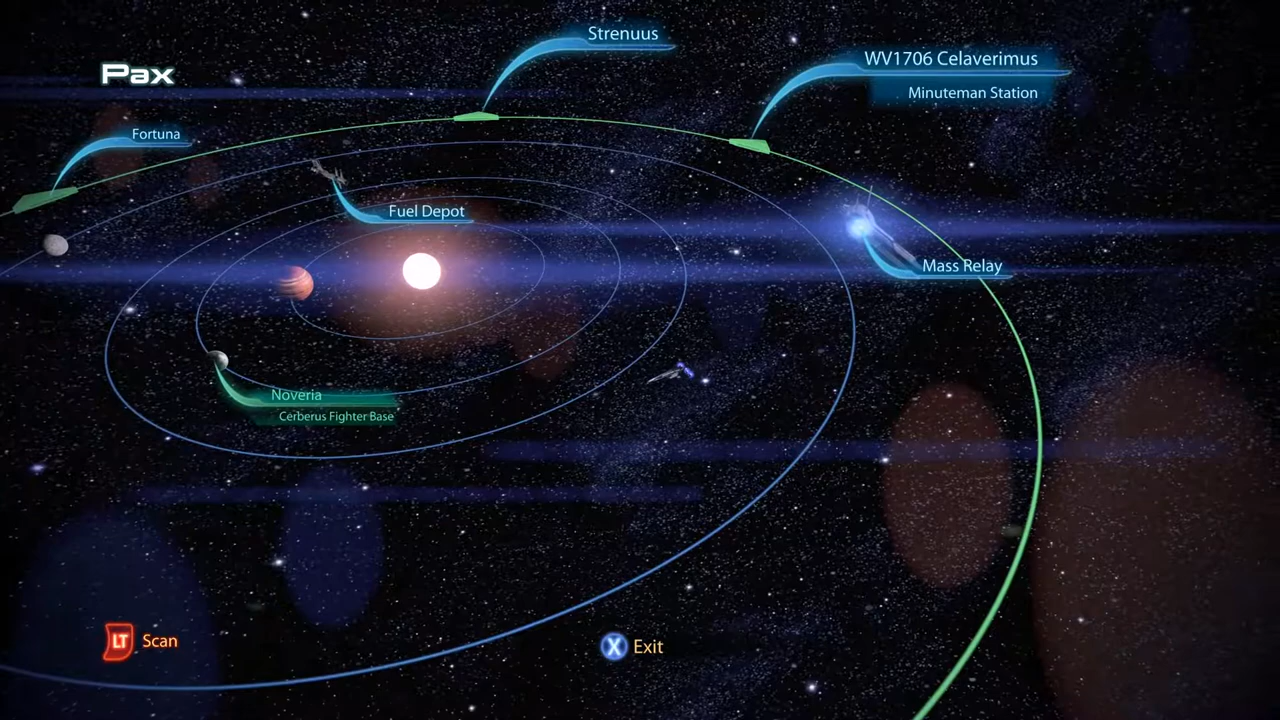 Strenuus
WV1706 Celaverimus
Minuteman Station
Pax
Fortuna
Fuel Depot
Mass Relay
Noveria
Cerberus Fighter Base
LT Scan
X Exit